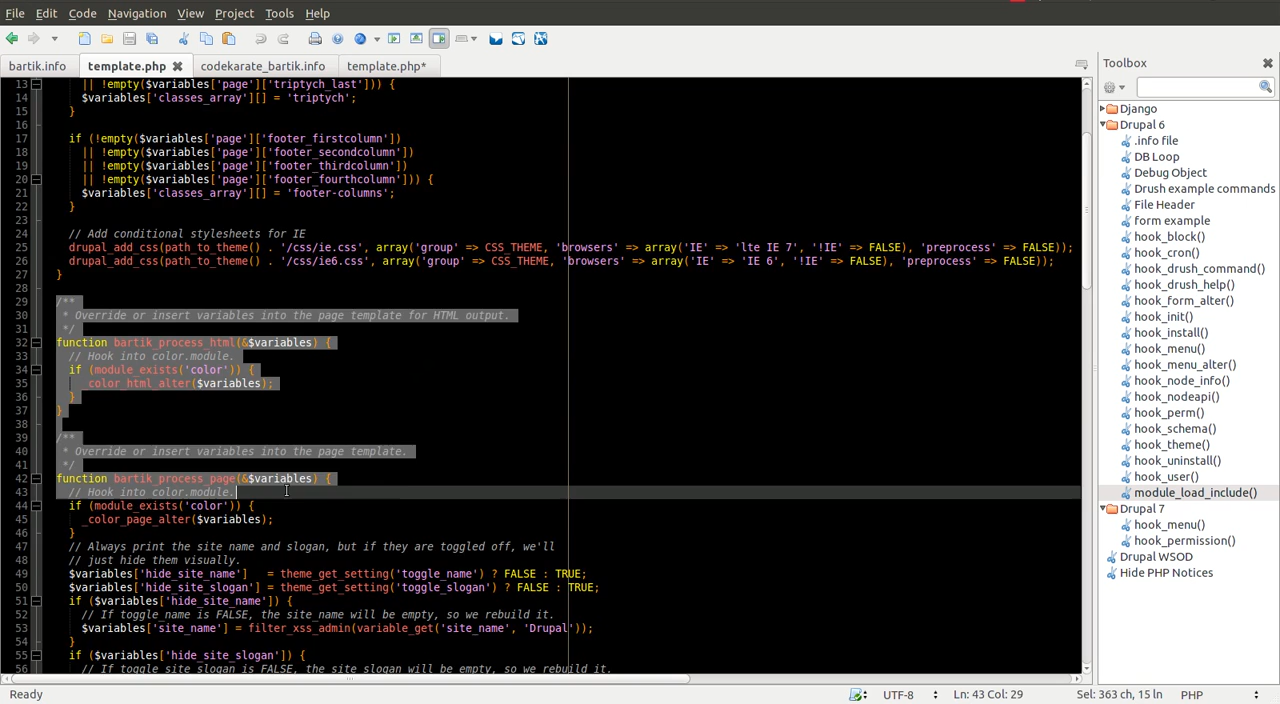 File Edit Code Navigation View Project Tools Help
bartik.info template.php codekarate_bartik.info template.php*
13 || !empty($variables['page']['triptych_last'])) {
14 $variables['classes_array'][] = 'triptych';
15 }
16
17 if (!empty($variables['page']['footer_firstcolumn'])
18 || !empty($variables['page']['footer_secondcolumn'])
19 || !empty($variables['page']['footer_thirdcolumn'])
20 || !empty($variables['page']['footer_fourthcolumn'])) {
21 $variables['classes_array'][] = 'footer-columns';
22 }
23
24 // Add conditional stylesheets for IE
25 drupal_add_css(path_to_theme() . '/css/ie.css', array('group' => CSS_THEME, 'browsers' => array('IE' => 'lte IE 7', '!IE' => FALSE), 'preprocess' => FALSE));
26 drupal_add_css(path_to_theme() . '/css/ie6.css', array('group' => CSS_THEME, 'browsers' => array('IE' => 'IE 6', '!IE' => FALSE), 'preprocess' => FALSE));
27 }
28
29 /**
30 * Override or insert variables into the page template for HTML output.
31 */
32 function bartik_process_html(&$variables) {
33 // Hook into color.module.
34 if (module_exists('color')) {
35 _color_html_alter($variables);
36 }
37 }
38
39 /**
40 * Override or insert variables into the page template.
41 */
42 function bartik_process_page(&$variables) {
43 // Hook into color.module.
44 if (module_exists('color')) {
45 _color_page_alter($variables);
46 }
47 // Always print the site name and slogan, but if they are toggled off, we'll
48 // just hide them visually.
49 $variables['hide_site_name'] = theme_get_setting('toggle_name') ? FALSE : TRUE;
50 $variables['hide_site_slogan'] = theme_get_setting('toggle_slogan') ? FALSE : TRUE;
51 if ($variables['hide_site_name']) {
52 // If toggle_name is FALSE, the site_name will be empty, so we rebuild it.
53 $variables['site_name'] = filter_xss_admin(variable_get('site_name', 'Drupal'));
54 }
55 if ($variables['hide_site_slogan']) {
56 // If toggle_site_slogan is FALSE, the site_slogan will be empty, so we rebuild it.
Toolbox
Django
Drupal 6
.info file
DB Loop
Debug Object
Drush example commands
File Header
form example
hook_block()
hook_cron()
hook_drush_command()
hook_drush_help()
hook_form_alter()
hook_init()
hook_install()
hook_menu()
hook_menu_alter()
hook_node_info()
hook_nodeapi()
hook_perm()
hook_schema()
hook_theme()
hook_uninstall()
hook_user()
module_load_include()
Drupal 7
hook_menu()
hook_permission()
Drupal WSOD
Hide PHP Notices
Ready UTF-8 Ln: 43 Col: 29 Sel: 363 ch, 15 ln PHP